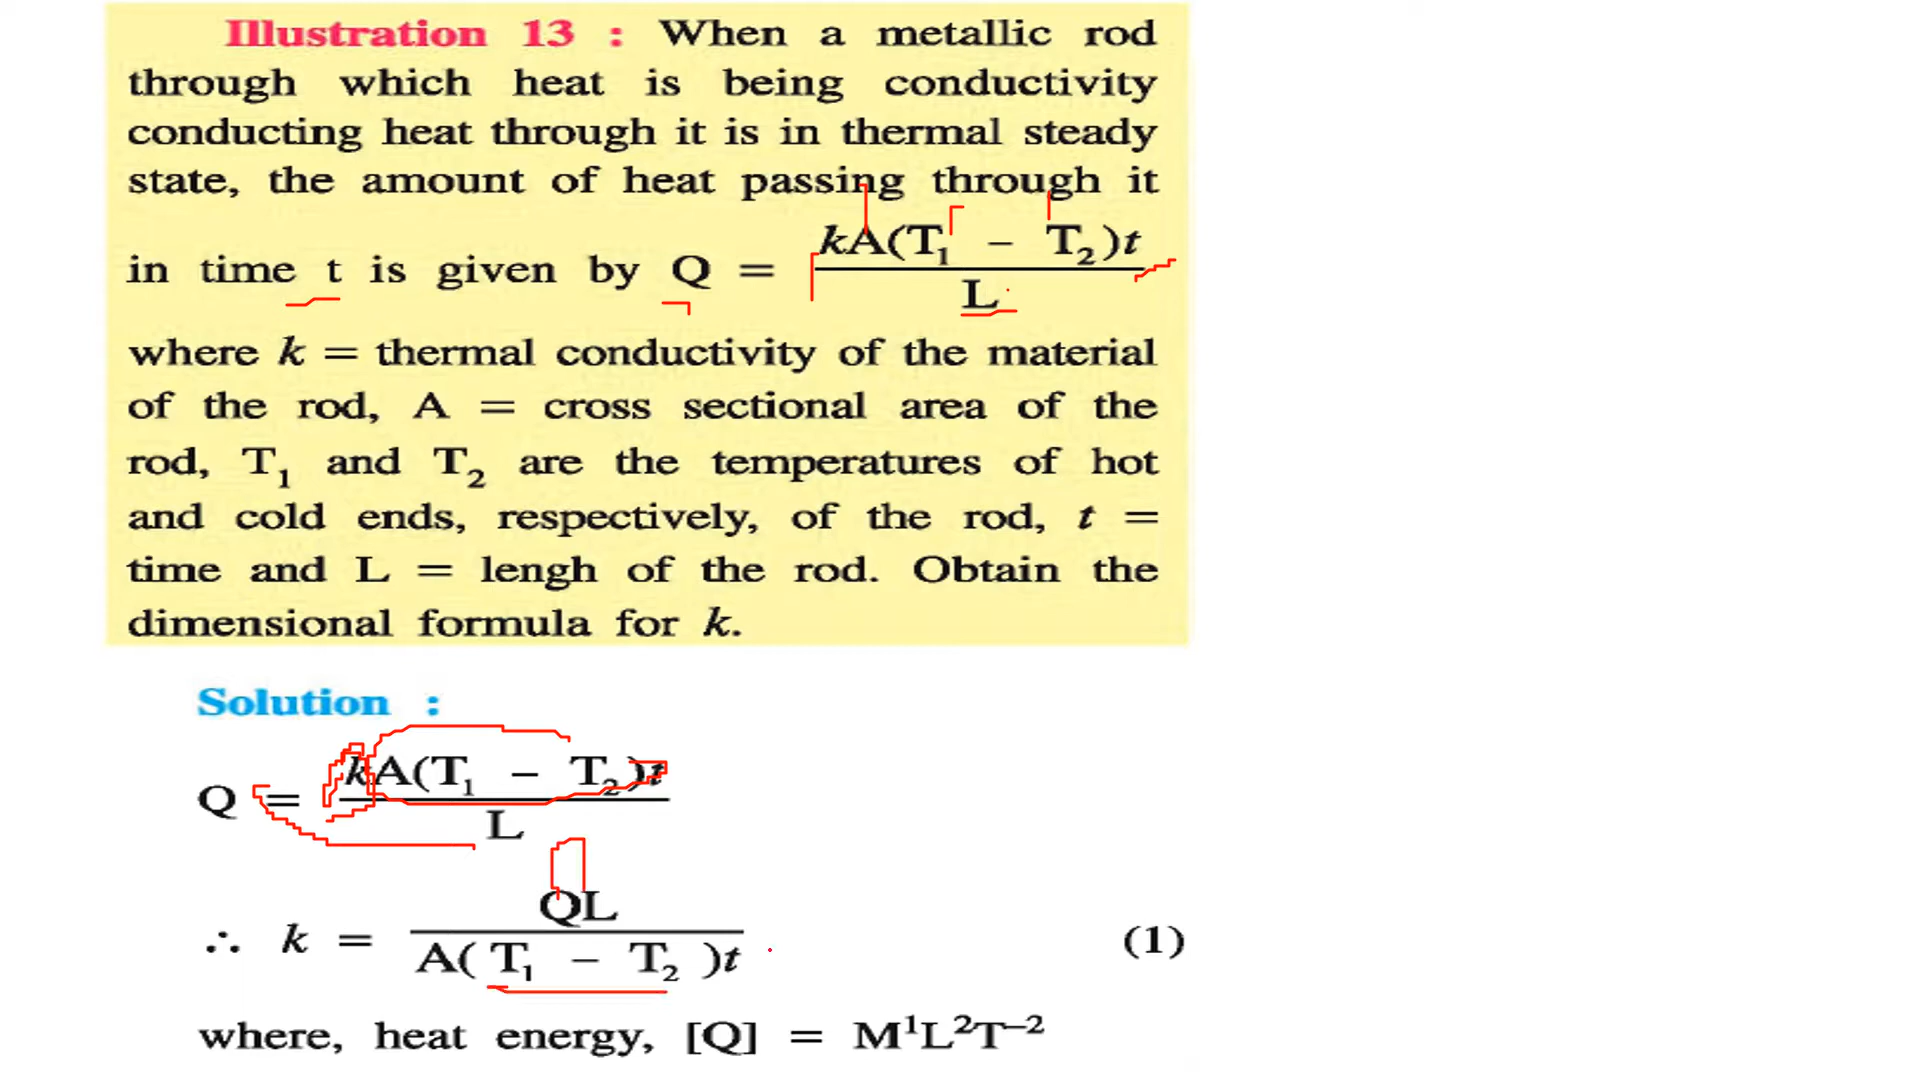 Illustration 13 : When a metallic rod
through which heat is being conductivity
conducting heat through it is in thermal steady
state, the amount of heat passing through it
in time t is given by Q = kA(T₁ − T₂)t / L
where k = thermal conductivity of the material
of the rod, A = cross sectional area of the
rod, T₁ and T₂ are the temperatures of hot
and cold ends, respectively, of the rod, t =
time and L = lengh of the rod. Obtain the
dimensional formula for k.
Solution :
Q = kA(T₁ − T₂)t / L
∴ k = QL / A( T₁ − T₂ )t (1)
where, heat energy, [Q] = M¹L²T⁻²